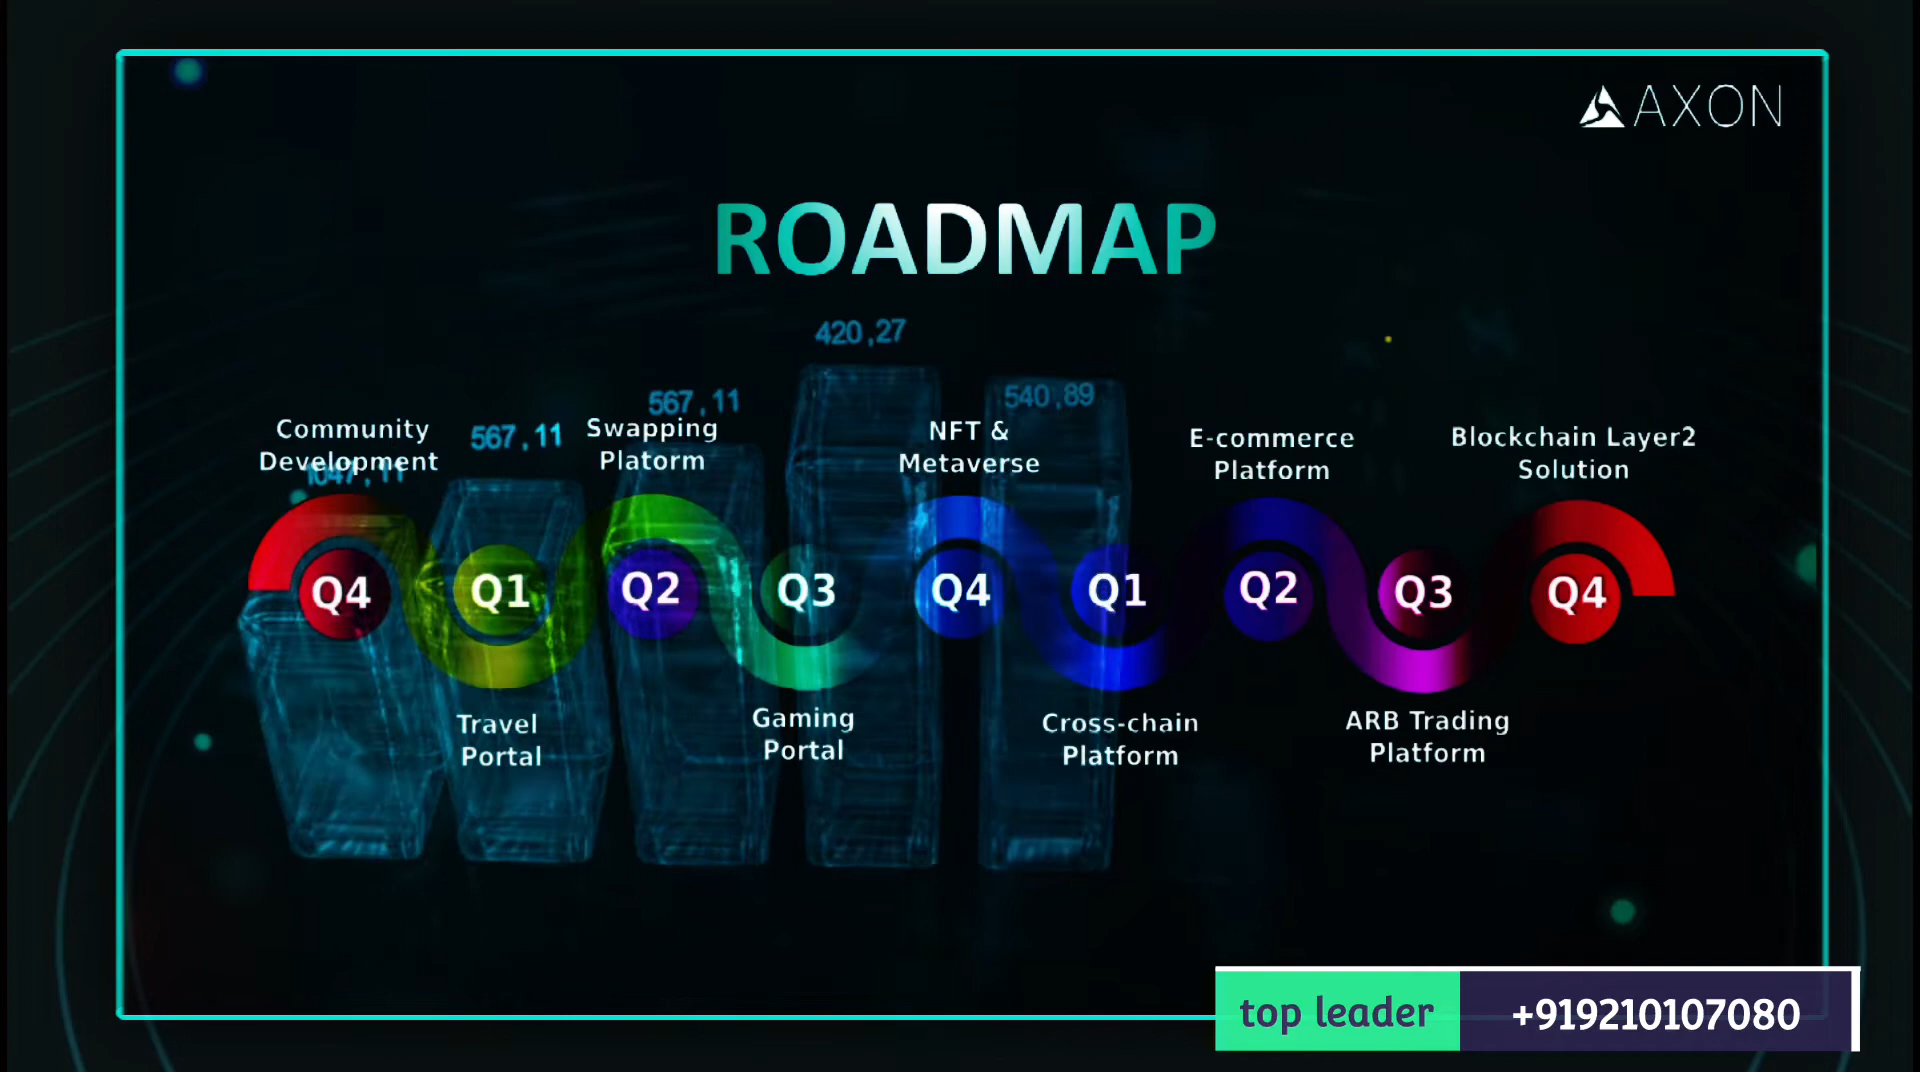 AXON
ROADMAP
420,27
567,11
540,89
567,11
1047,11
Community
Development
Swapping
Platorm
NFT &
Metaverse
E-commerce
Platform
Blockchain Layer2
Solution
Q4
Q1
Q2
Q3
Q4
Q1
Q2
Q3
Q4
Travel
Portal
Gaming
Portal
Cross-chain
Platform
ARB Trading
Platform
top leader
+919210107080